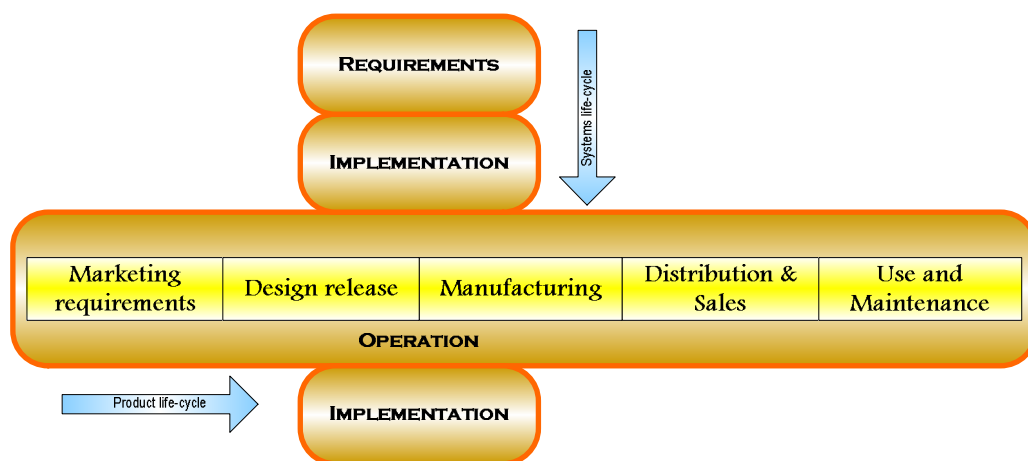 REQUIREMENTS
Systems life-cycle
IMPLEMENTATION
Marketing
requirements
Design release
Manufacturing
Distribution &
Sales
Use and
Maintenance
OPERATION
Product life-cycle
IMPLEMENTATION